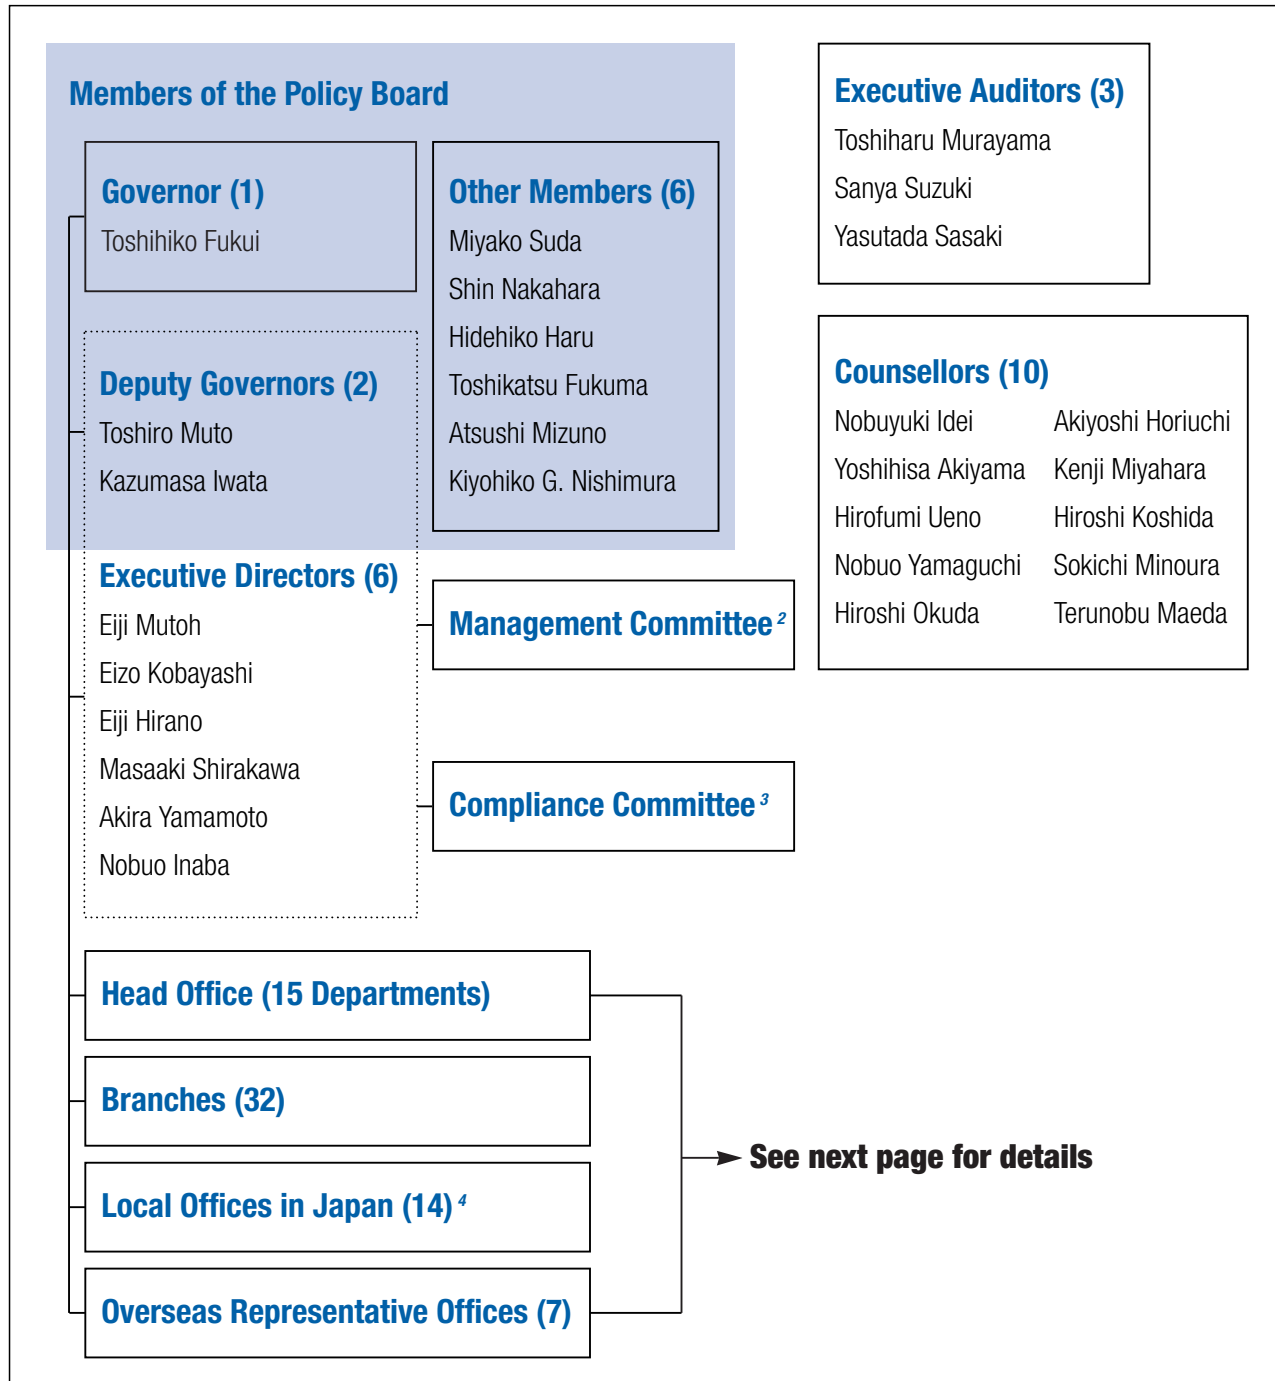 Members of the Policy Board
Governor (1)
Toshihiko Fukui
Deputy Governors (2)
Toshiro Muto
Kazumasa Iwata
Other Members (6)
Miyako Suda
Shin Nakahara
Hidehiko Haru
Toshikatsu Fukuma
Atsushi Mizuno
Kiyohiko G. Nishimura
Executive Directors (6)
Eiji Mutoh
Eizo Kobayashi
Eiji Hirano
Masaaki Shirakawa
Akira Yamamoto
Nobuo Inaba
Management Committee 2
Compliance Committee 3
Executive Auditors (3)
Toshiharu Murayama
Sanya Suzuki
Yasutada Sasaki
Counsellors (10)
Nobuyuki Idei Akiyoshi Horiuchi
Yoshihisa Akiyama Kenji Miyahara
Hirofumi Ueno Hiroshi Koshida
Nobuo Yamaguchi Sokichi Minoura
Hiroshi Okuda Terunobu Maeda
Head Office (15 Departments)
Branches (32)
Local Offices in Japan (14) 4
Overseas Representative Offices (7)
See next page for details